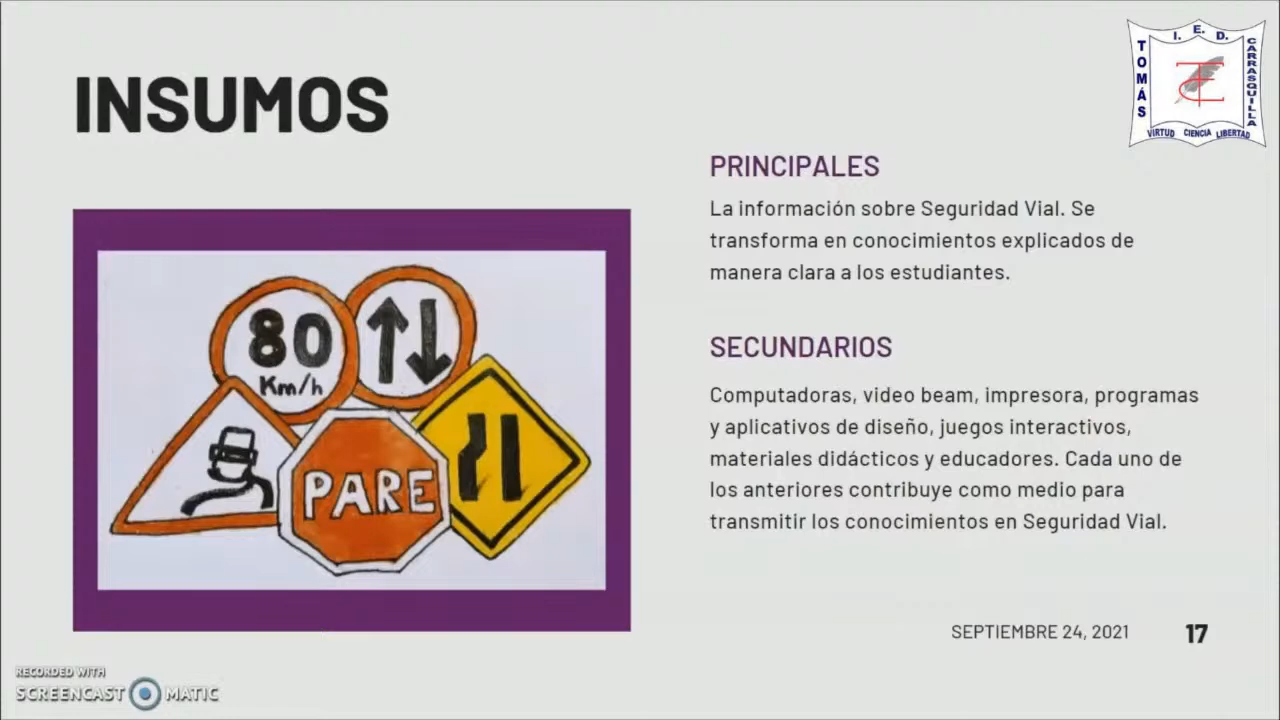 INSUMOS
I. E. D.
TOMÁS
CARRASQUILLA
TC
VIRTUD CIENCIA LIBERTAD
PRINCIPALES
La información sobre Seguridad Vial. Se
transforma en conocimientos explicados de
manera clara a los estudiantes.
80
Km/h
PARE
SECUNDARIOS
Computadoras, video beam, impresora, programas
y aplicativos de diseño, juegos interactivos,
materiales didácticos y educadores. Cada uno de
los anteriores contribuye como medio para
transmitir los conocimientos en Seguridad Vial.
SEPTIEMBRE 24, 2021
17
RECORDED WITH
SCREENCAST MATIC